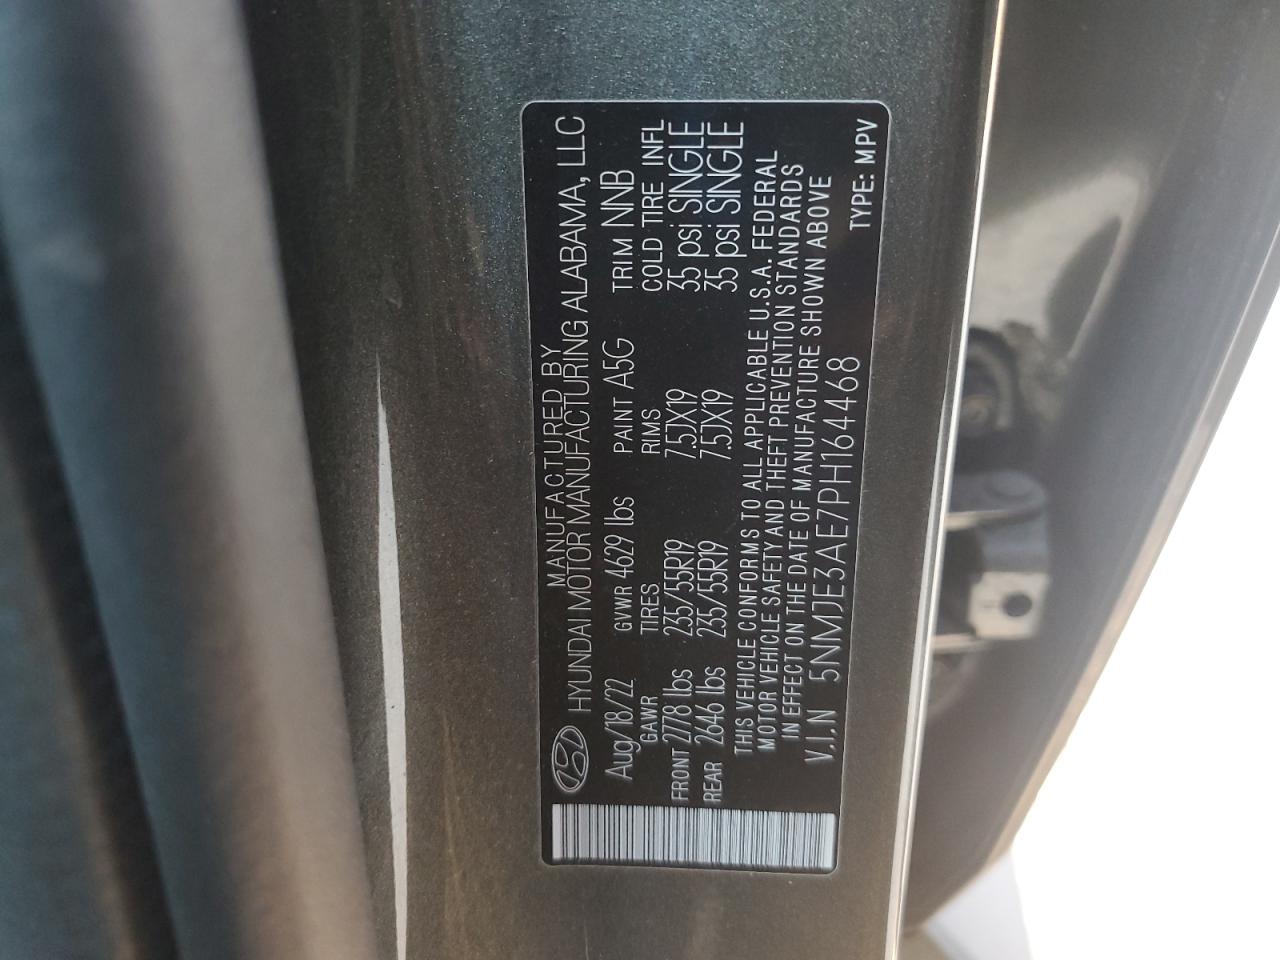 MANUFACTURED BY
HYUNDAI MOTOR MANUFACTURING ALABAMA, LLC
Aug/18/22 GVWR 4629 lbs PAINT A5G TRIM NNB
GAWR TIRES RIMS COLD TIRE INFL
FRONT 2778 lbs 235/55R19 7.5JX19 35 psi SINGLE
REAR 2646 lbs 235/55R19 7.5JX19 35 psi SINGLE
THIS VEHICLE CONFORMS TO ALL APPLICABLE U.S.A. FEDERAL
MOTOR VEHICLE SAFETY AND THEFT PREVENTION STANDARDS
IN EFFECT ON THE DATE OF MANUFACTURE SHOWN ABOVE
V.I.N 5NMJE3AE7PH164468 TYPE: MPV